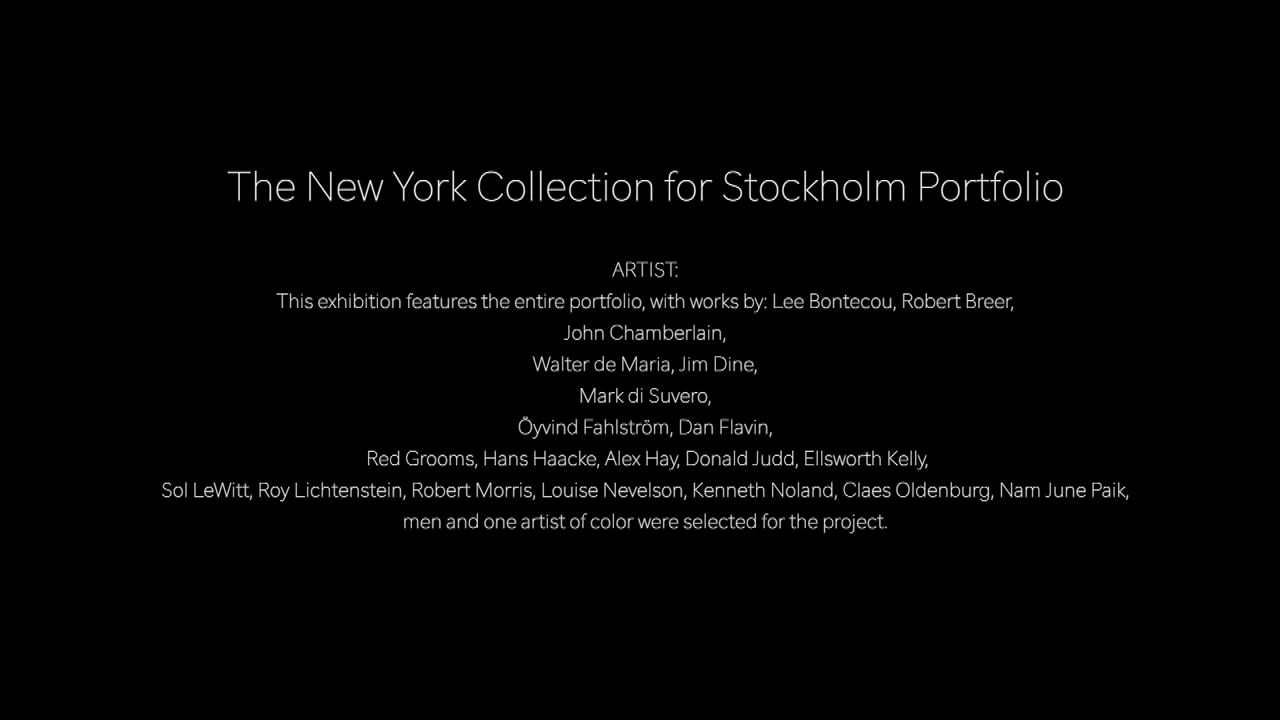 The New York Collection for Stockholm Portfolio
ARTIST:
This exhibition features the entire portfolio, with works by: Lee Bontecou, Robert Breer,
John Chamberlain,
Walter de Maria, Jim Dine,
Mark di Suvero,
Öyvind Fahlström, Dan Flavin,
Red Grooms, Hans Haacke, Alex Hay, Donald Judd, Ellsworth Kelly,
Sol LeWitt, Roy Lichtenstein, Robert Morris, Louise Nevelson, Kenneth Noland, Claes Oldenburg, Nam June Paik,
men and one artist of color were selected for the project.